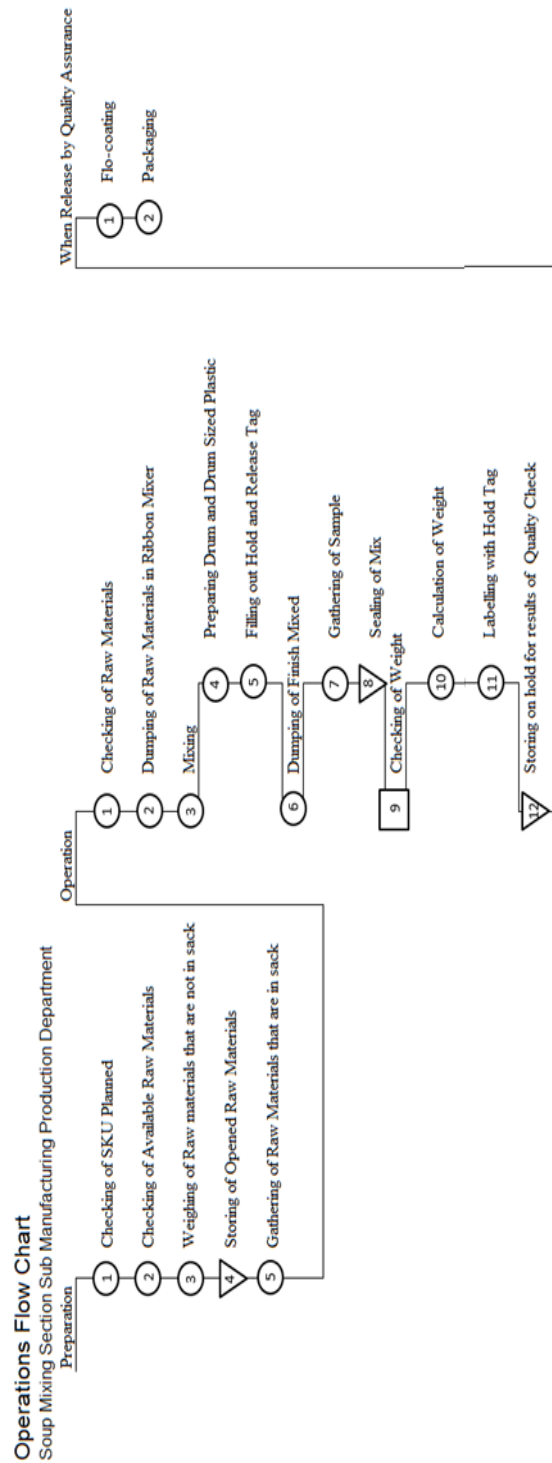 Operations Flow Chart
Soup Mixing Section Sub Manufacturing Production Department
Preparation
1 Checking of SKU Planned
2 Checking of Available Raw Materials
3 Weighing of Raw materials that are not in sack
4 Storing of Opened Raw Materials
5 Gathering of Raw Materials that are in sack
Operation
1 Checking of Raw Materials
2 Dumping of Raw Materials in Ribbon Mixer
3 Mixing
4 Preparing Drum and Drum Sized Plastic
5 Filling out Hold and Release Tag
6 Dumping of Finish Mixed
7 Gathering of Sample
8 Sealing of Mix
9 Checking of Weight
10 Calculation of Weight
11 Labelling with Hold Tag
12 Storing on hold for results of Quality Check
When Release by Quality Assurance
1 Flo-coating
2 Packaging